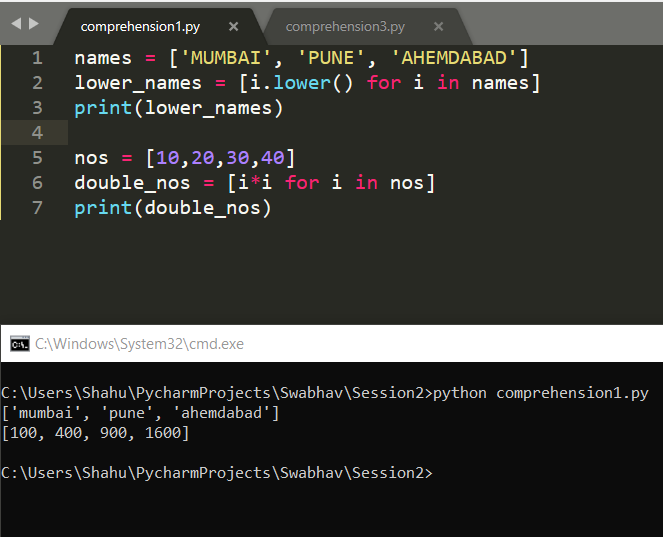 comprehension1.py × comprehension3.py ×
1 names = ['MUMBAI', 'PUNE', 'AHEMDABAD']
2 lower_names = [i.lower() for i in names]
3 print(lower_names)
4
5 nos = [10,20,30,40]
6 double_nos = [i*i for i in nos]
7 print(double_nos)
C:\Windows\System32\cmd.exe
C:\Users\Shahu\PycharmProjects\Swabhav\Session2>python comprehension1.py
['mumbai', 'pune', 'ahemdabad']
[100, 400, 900, 1600]
C:\Users\Shahu\PycharmProjects\Swabhav\Session2>